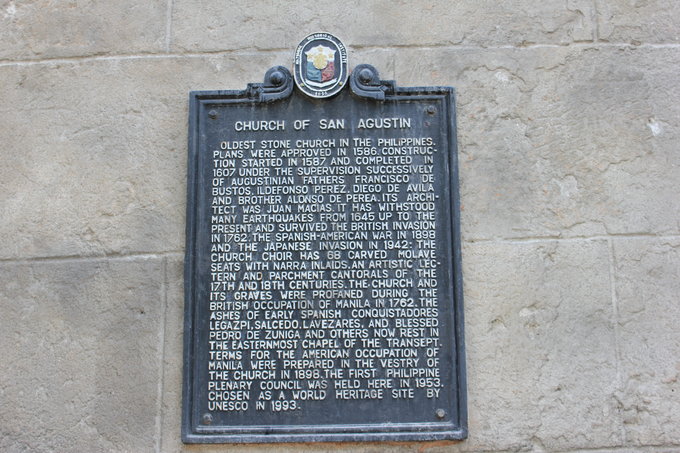 CHURCH OF SAN AGUSTIN
OLDEST STONE CHURCH IN THE PHILIPPINES.
PLANS WERE APPROVED IN 1586. CONSTRUC-
TION STARTED IN 1587 AND COMPLETED IN
1607 UNDER THE SUPERVISION SUCCESSIVELY
OF AUGUSTINIAN FATHERS FRANCISCO DE
BUSTOS, ILDEFONSO PEREZ, DIEGO DE AVILA
AND BROTHER ALONSO DE PEREA. ITS ARCHI-
TECT WAS JUAN MACIAS. IT HAS WITHSTOOD
MANY EARTHQUAKES FROM 1645 UP TO THE
PRESENT AND SURVIVED THE BRITISH INVASION
IN 1762, THE SPANISH-AMERICAN WAR IN 1898
AND THE JAPANESE INVASION IN 1942. THE
CHURCH CHOIR HAS 68 CARVED MOLAVE
SEATS WITH NARRA INLAIDS, AN ARTISTIC LEC-
TERN AND PARCHMENT CANTORALS OF THE
17TH AND 18TH CENTURIES. THE CHURCH AND
ITS GRAVES WERE PROFANED DURING THE
BRITISH OCCUPATION OF MANILA IN 1762. THE
ASHES OF EARLY SPANISH CONQUISTADORES
LEGAZPI, SALCEDO, LAVEZARES, AND BLESSED
PEDRO DE ZUNIGA AND OTHERS NOW REST IN
THE EASTERNMOST CHAPEL OF THE TRANSEPT.
TERMS FOR THE AMERICAN OCCUPATION OF
MANILA WERE PREPARED IN THE VESTRY OF
THE CHURCH IN 1898. THE FIRST PHILIPPINE
PLENARY COUNCIL WAS HELD HERE IN 1953.
CHOSEN AS A WORLD HERITAGE SITE BY
UNESCO IN 1993.